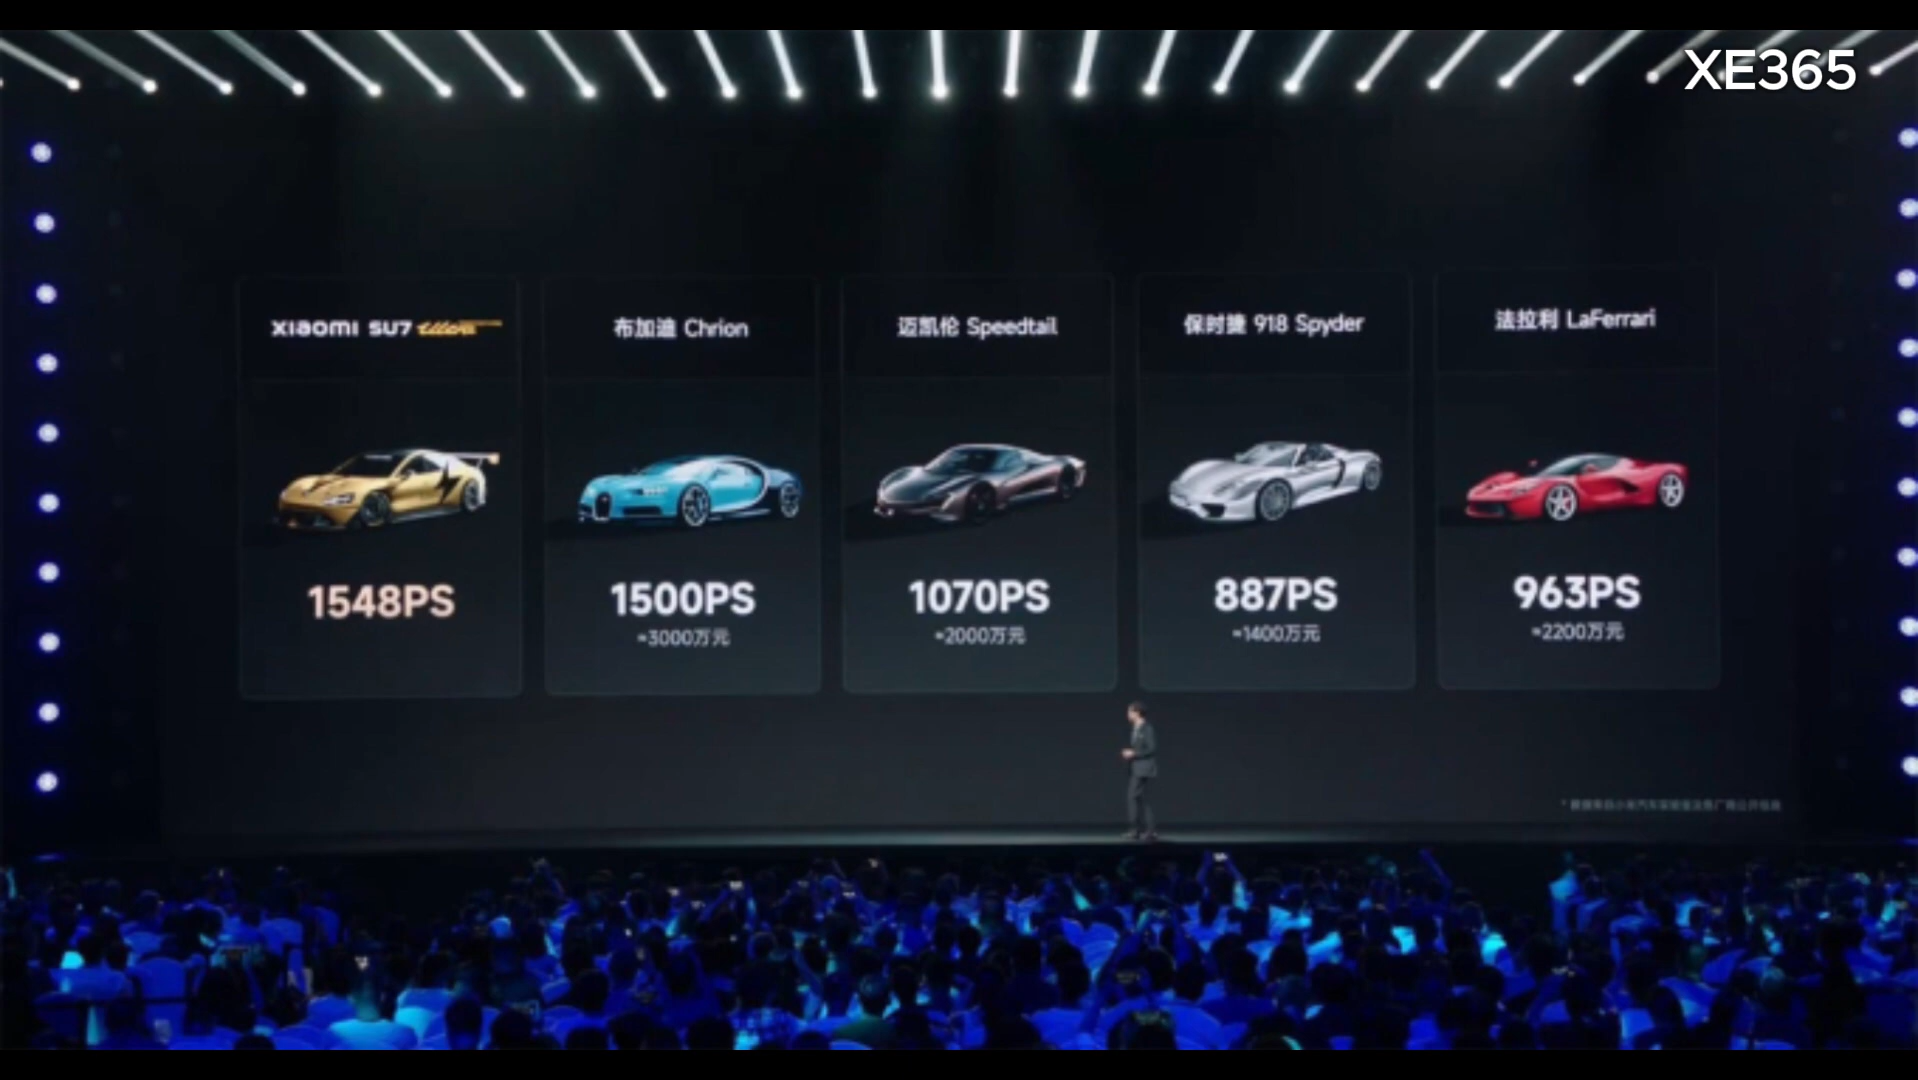 XE365
XIAOMI SU7 Ultra
布加迪 Chrion
迈凯伦 Speedtail
保时捷 918 Spyder
法拉利 LaFerrari
1548PS
1500PS
≈3000万元
1070PS
≈2000万元
887PS
≈1400万元
963PS
≈2200万元